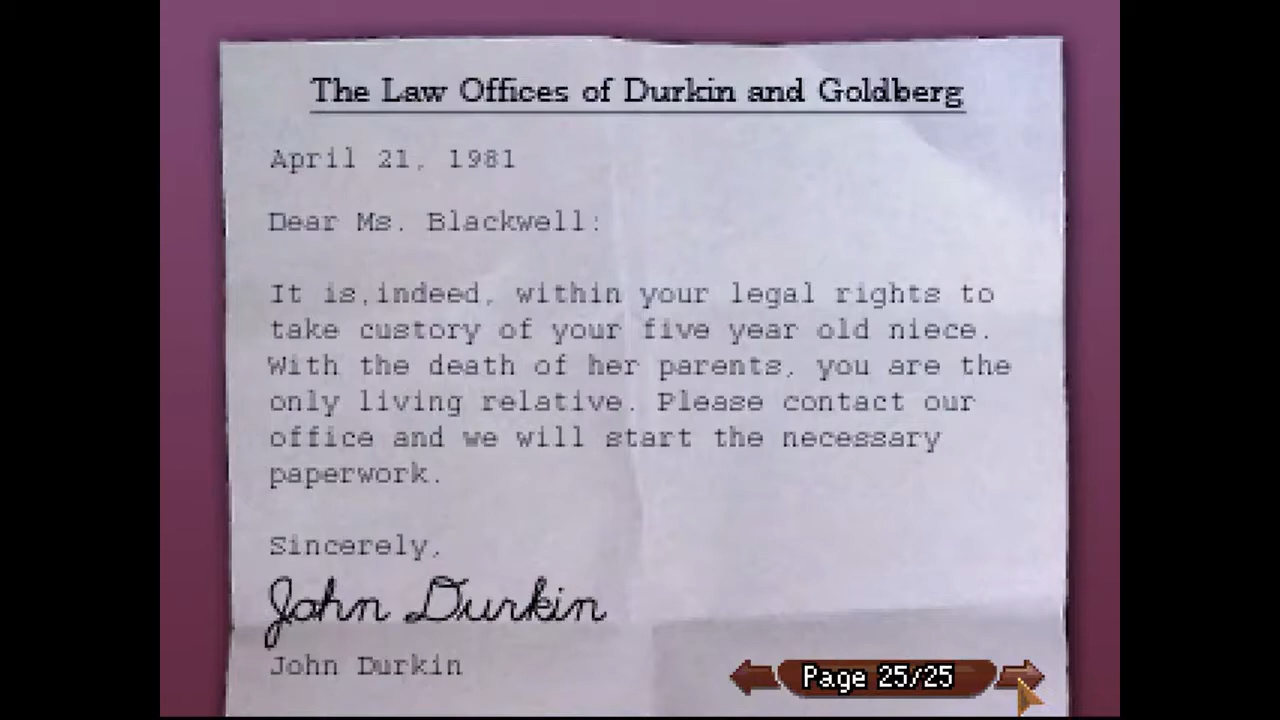 The Law Offices of Durkin and Goldberg
April 21, 1981
Dear Ms. Blackwell:
It is,indeed, within your legal rights to
take custory of your five year old niece.
With the death of her parents, you are the
only living relative. Please contact our
office and we will start the necessary
paperwork.
Sincerely,
John Durkin
John Durkin
Page 25/25